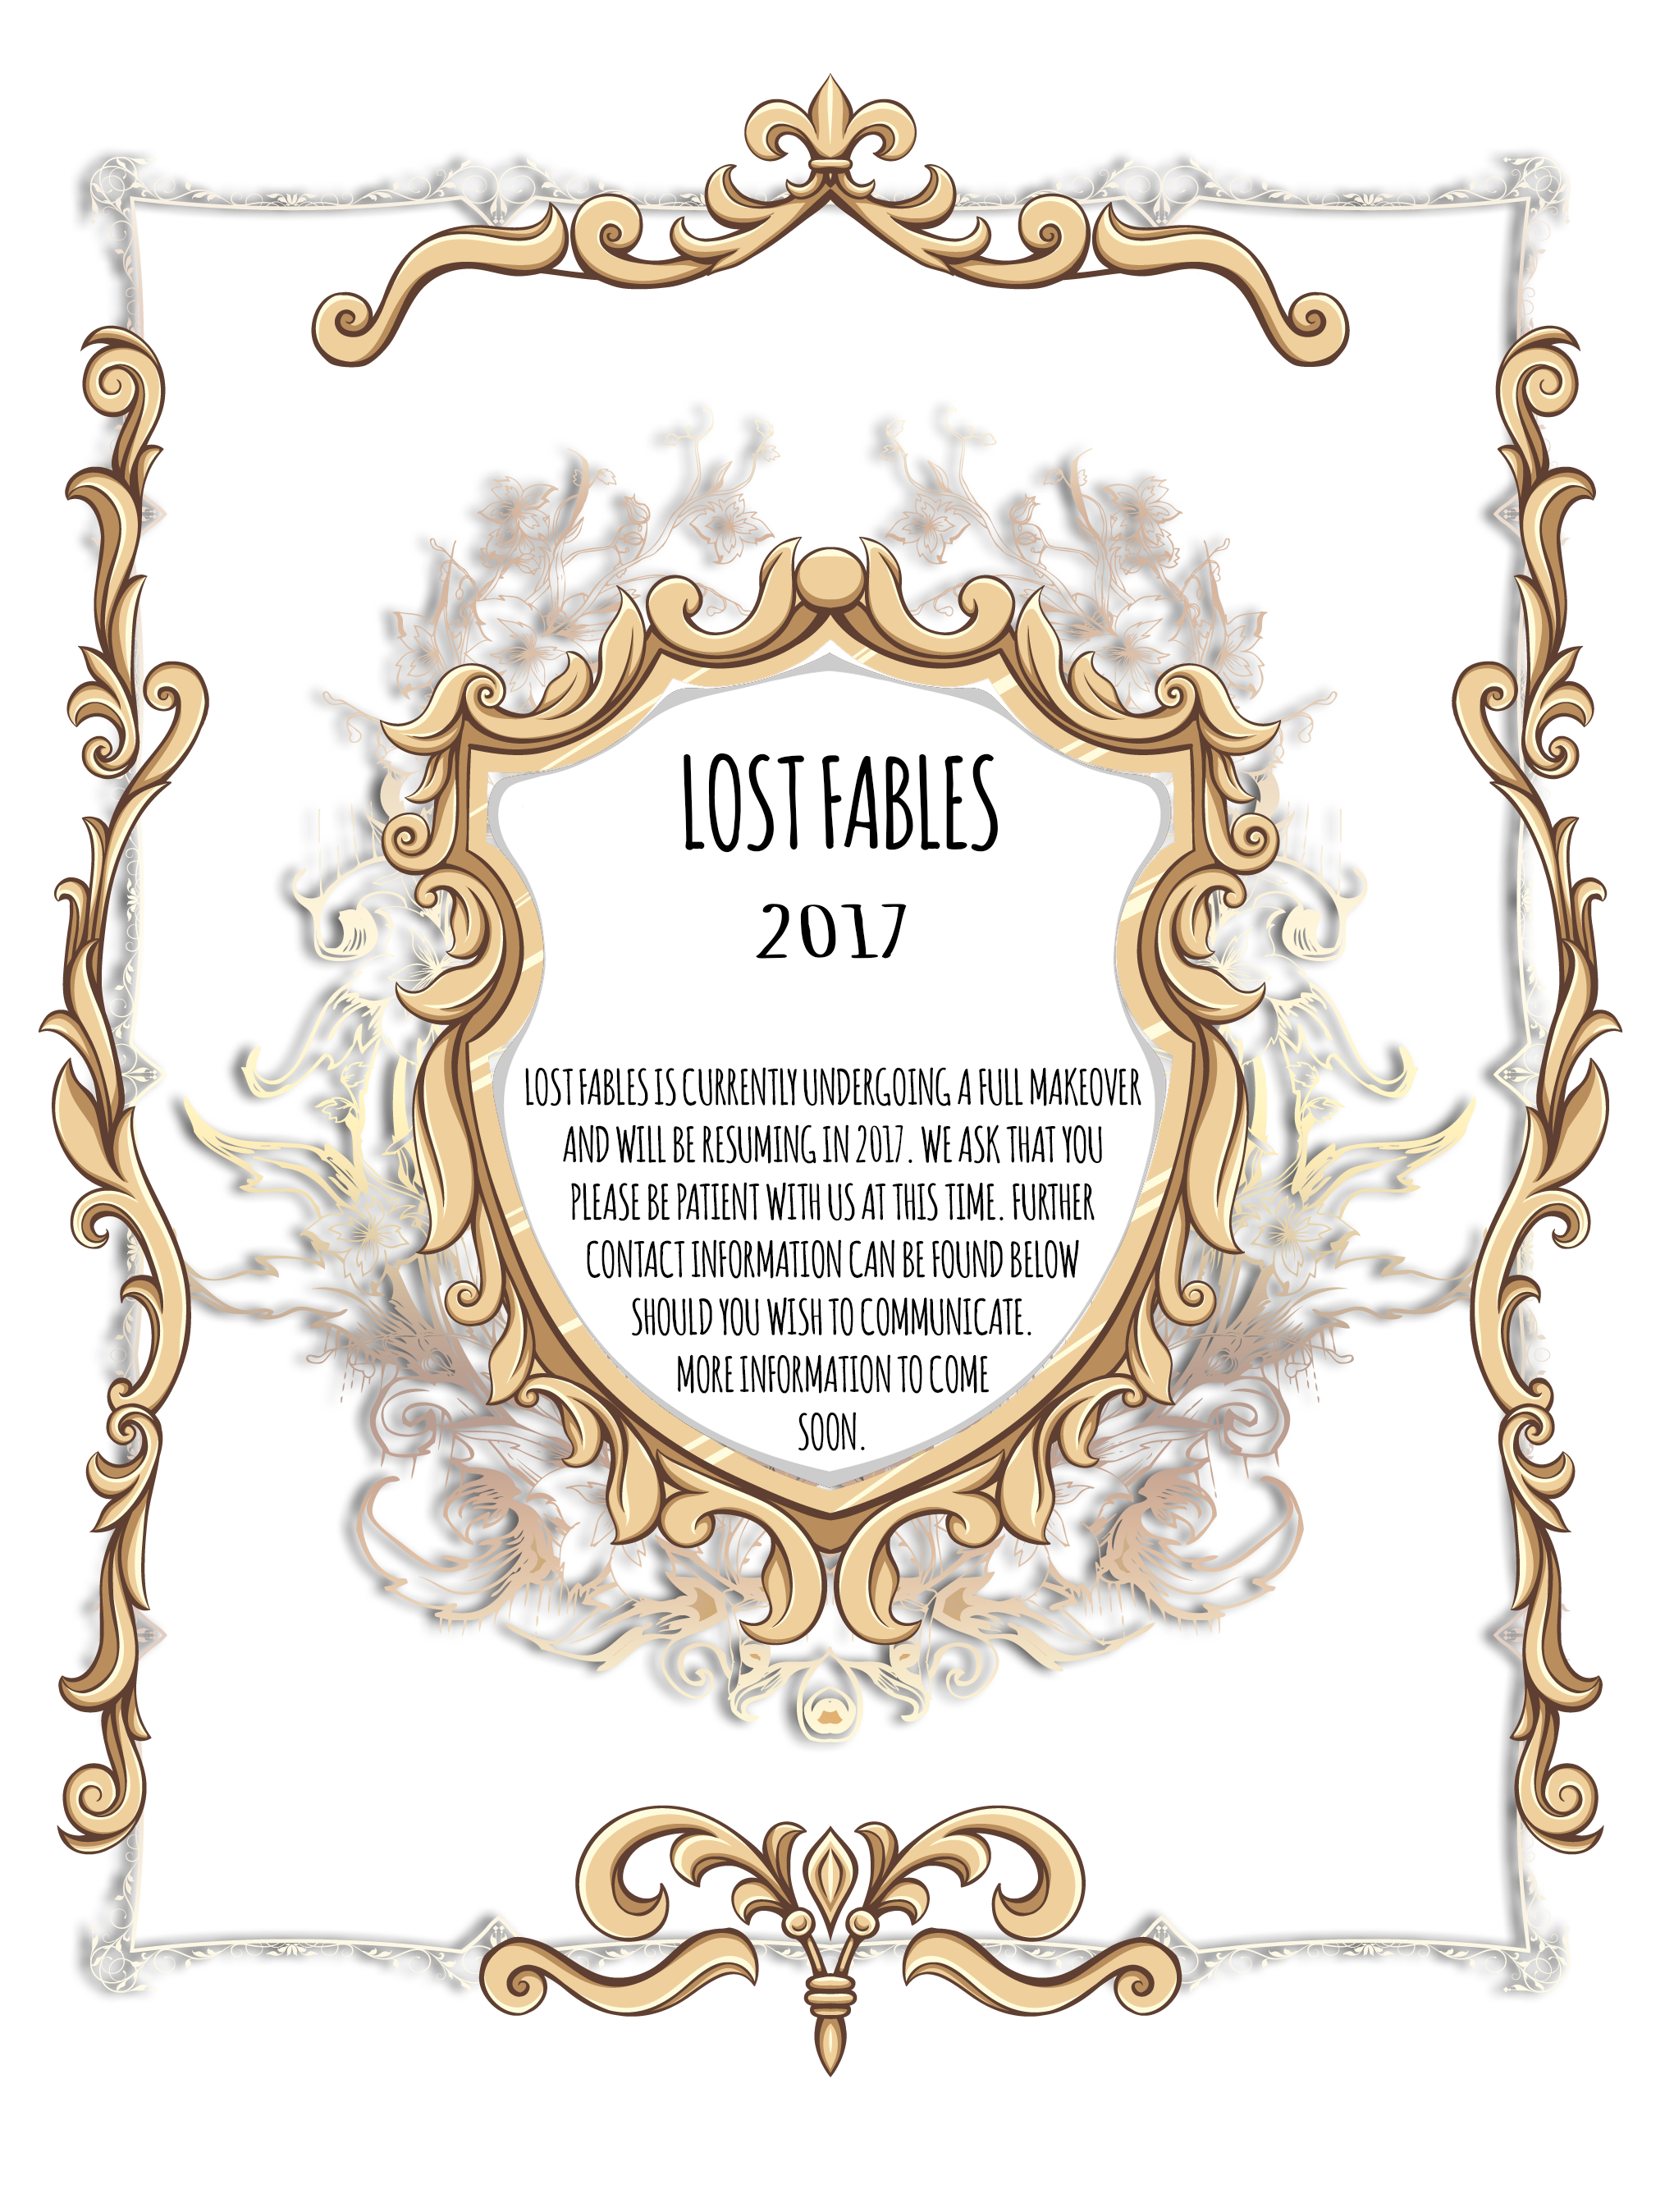 LOST FABLES
2017
LOST FABLES IS CURRENTLY UNDERGOING A FULL MAKEOVER
AND WILL BE RESUMING IN 2017. WE ASK THAT YOU
PLEASE BE PATIENT WITH US AT THIS TIME. FURTHER
CONTACT INFORMATION CAN BE FOUND BELOW
SHOULD YOU WISH TO COMMUNICATE.
MORE INFORMATION TO COME
SOON.